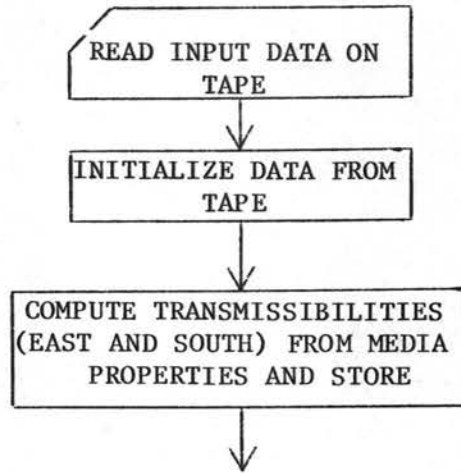 READ INPUT DATA ON
TAPE
INITIALIZE DATA FROM
TAPE
COMPUTE TRANSMISSIBILITIES
(EAST AND SOUTH) FROM MEDIA
PROPERTIES AND STORE